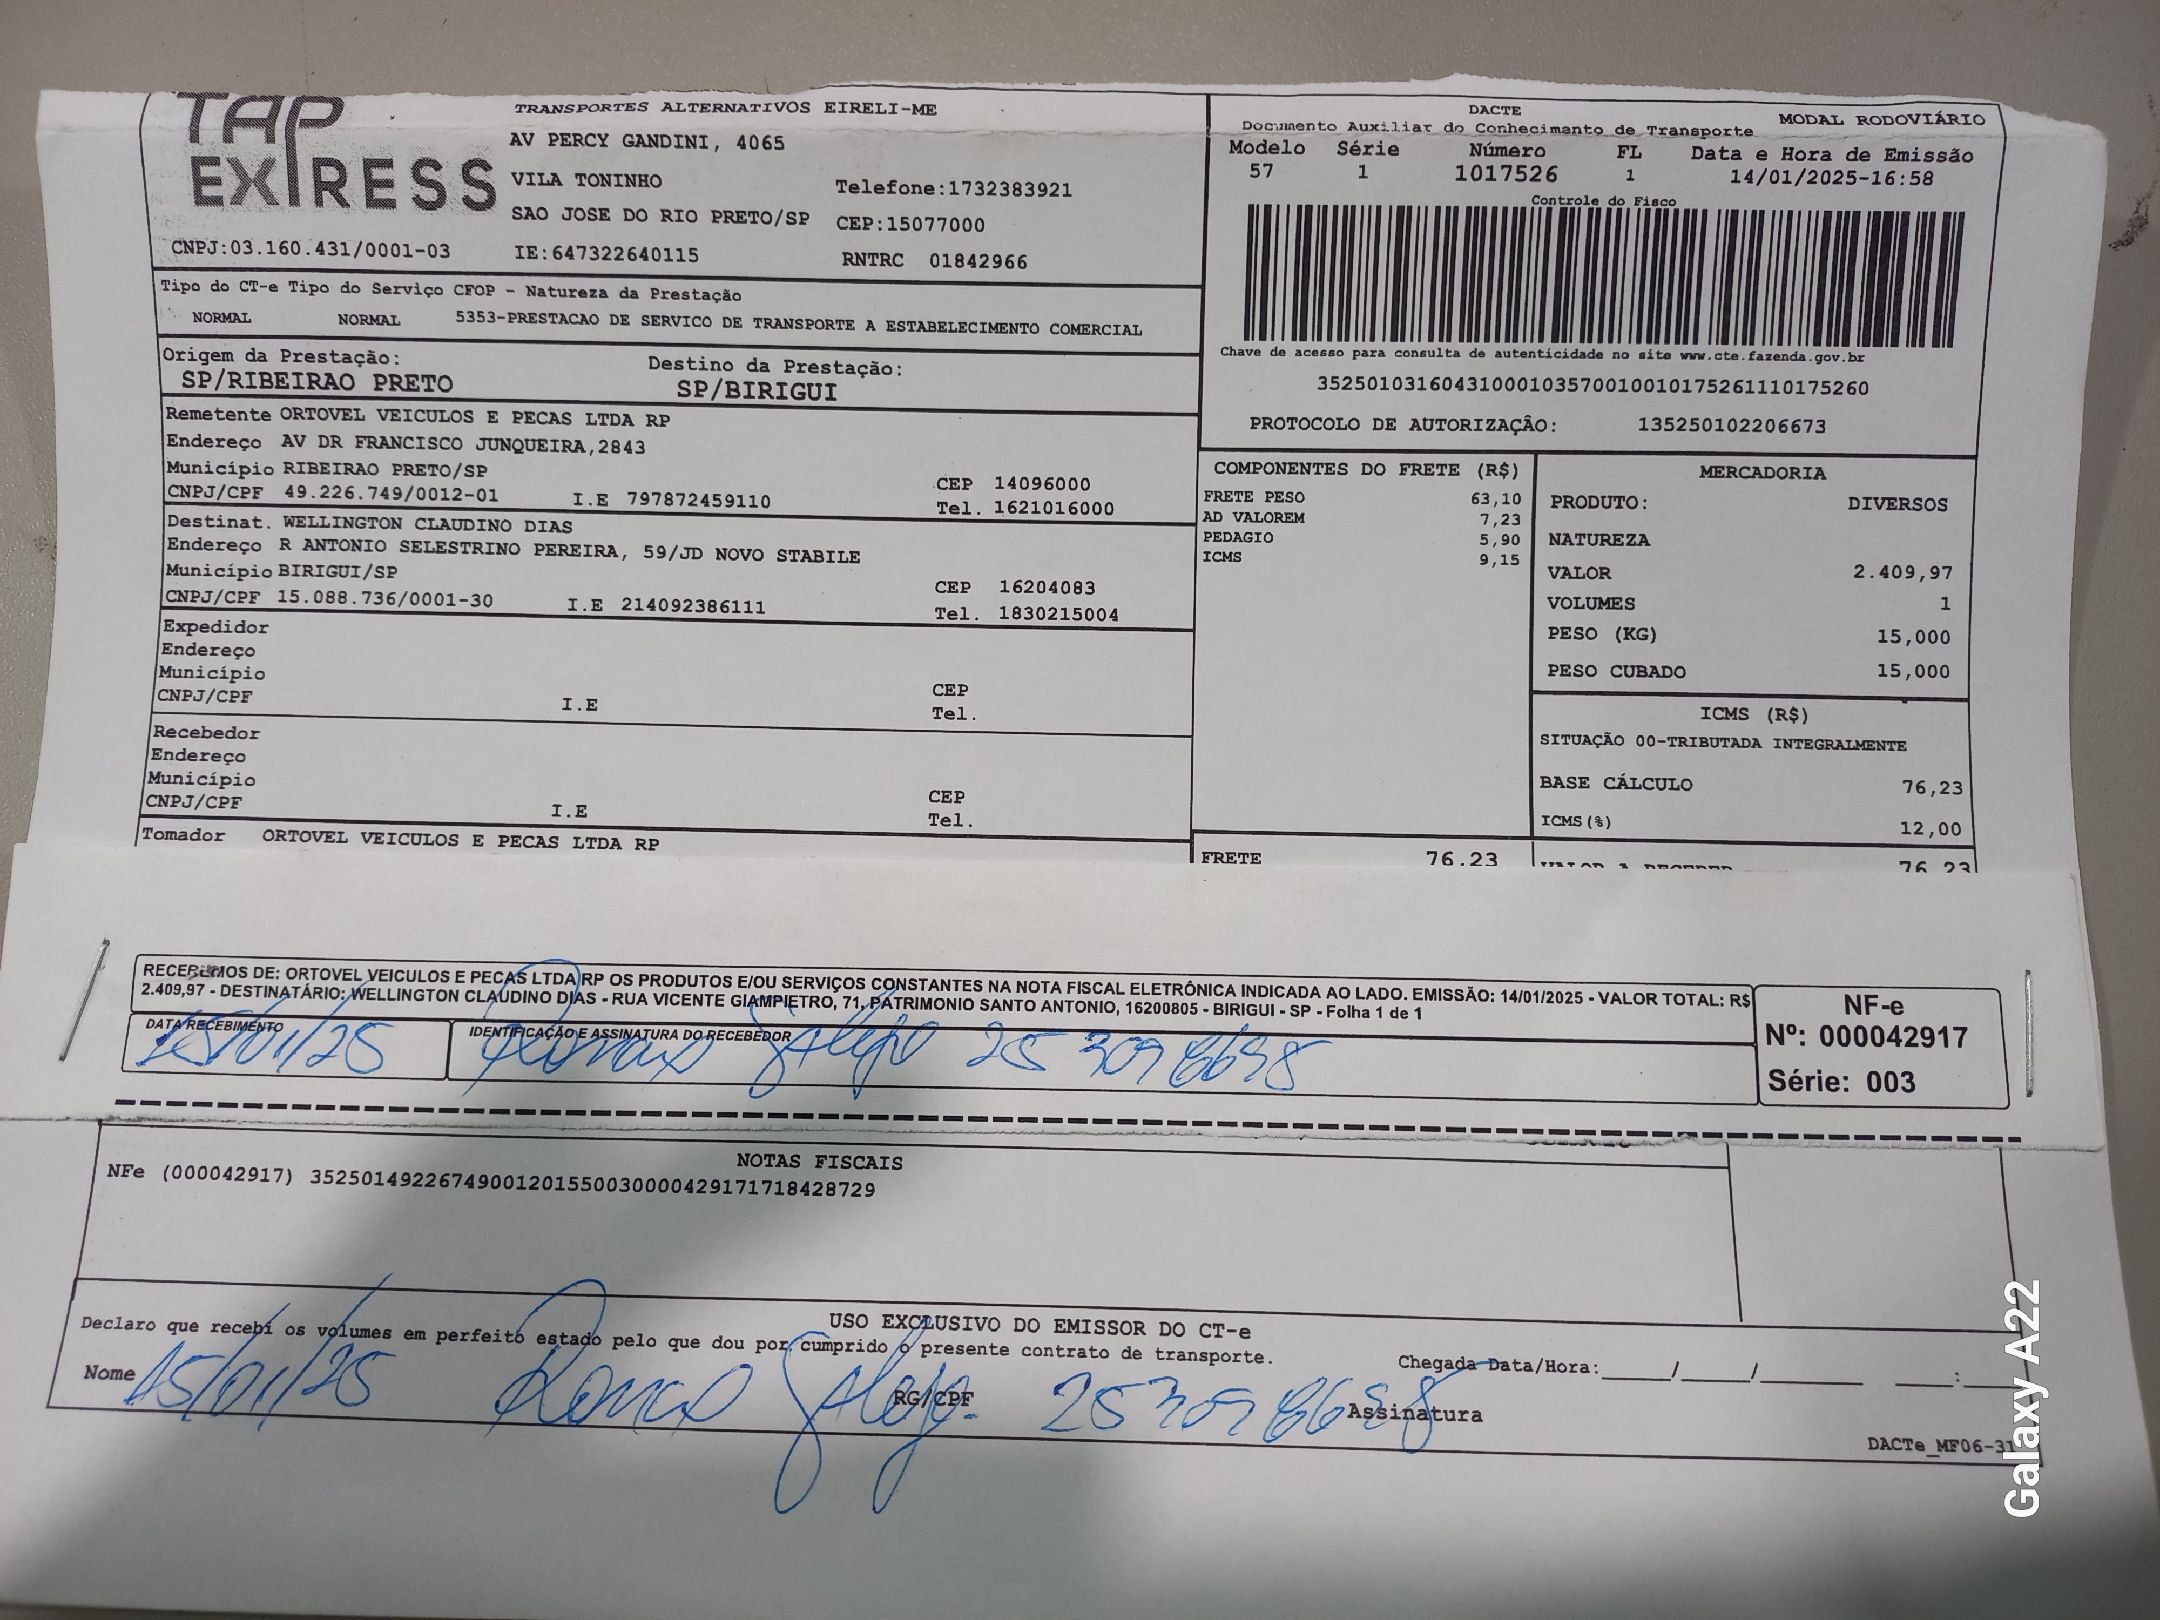 TAP EXPRESS
TRANSPORTES ALTERNATIVOS EIRELI-ME
AV PERCY GANDINI, 4065
VILA TONINHO
Telefone:1732383921
SAO JOSE DO RIO PRETO/SP CEP:15077000
CNPJ:03.160.431/0001-03 IE:647322640115 RNTRC 01842966
DACTE MODAL RODOVIÁRIO
Documento Auxiliar do Conhecimanto de Transporte
Modelo Série Número FL Data e Hora de Emissão
57 1 1017526 1 14/01/2025-16:58
Controle do Fisco
Chave de acesso para consulta de autenticidade no site www.cte.fazenda.gov.br
35250103160431000103570010010175261110175260
PROTOCOLO DE AUTORIZAÇÃO: 135250102206673
Tipo do CT-e Tipo do Serviço CFOP - Natureza da Prestação
NORMAL NORMAL 5353-PRESTACAO DE SERVICO DE TRANSPORTE A ESTABELECIMENTO COMERCIAL
Origem da Prestação: Destino da Prestação:
SP/RIBEIRAO PRETO SP/BIRIGUI
Remetente ORTOVEL VEICULOS E PECAS LTDA RP
Endereço AV DR FRANCISCO JUNQUEIRA,2843
Município RIBEIRAO PRETO/SP CEP 14096000
CNPJ/CPF 49.226.749/0012-01 I.E 797872459110 Tel. 1621016000
Destinat. WELLINGTON CLAUDINO DIAS
Endereço R ANTONIO SELESTRINO PEREIRA, 59/JD NOVO STABILE
Município BIRIGUI/SP CEP 16204083
CNPJ/CPF 15.088.736/0001-30 I.E 214092386111 Tel. 1830215004
Expedidor
Endereço
Município CEP
CNPJ/CPF I.E Tel.
Recebedor
Endereço
Município CEP
CNPJ/CPF I.E Tel.
Tomador ORTOVEL VEICULOS E PECAS LTDA RP
COMPONENTES DO FRETE (R$)
FRETE PESO 63,10
AD VALOREM 7,23
PEDAGIO 5,90
ICMS 9,15
MERCADORIA
PRODUTO: DIVERSOS
NATUREZA
VALOR 2.409,97
VOLUMES 1
PESO (KG) 15,000
PESO CUBADO 15,000
ICMS (R$)
SITUAÇÃO 00-TRIBUTADA INTEGRALMENTE
BASE CÁLCULO 76,23
ICMS(%) 12,00
FRETE 76.23 76 23
RECEBEMOS DE: ORTOVEL VEICULOS E PECAS LTDA RP OS PRODUTOS E/OU SERVIÇOS CONSTANTES NA NOTA FISCAL ELETRÔNICA INDICADA AO LADO. EMISSÃO: 14/01/2025 - VALOR TOTAL: R$
2.409,97 - DESTINATÁRIO: WELLINGTON CLAUDINO DIAS - RUA VICENTE GIAMPIETRO, 71, PATRIMONIO SANTO ANTONIO, 16200805 - BIRIGUI - SP - Folha 1 de 1
DATA RECEBIMENTO IDENTIFICAÇÃO E ASSINATURA DO RECEBEDOR
15/01/25
NF-e
Nº: 000042917
Série: 003
NOTAS FISCAIS
NFe (000042917) 35250149226749001201550030000429171718428729
USO EXCLUSIVO DO EMISSOR DO CT-e
Declaro que recebi os volumes em perfeito estado pelo que dou por cumprido o presente contrato de transporte.
Chegada Data/Hora:_____/_____/_______ ____:____
Nome 15/01/25 RG/CPF Assinatura
DACTe_MF06-31
Galaxy A22